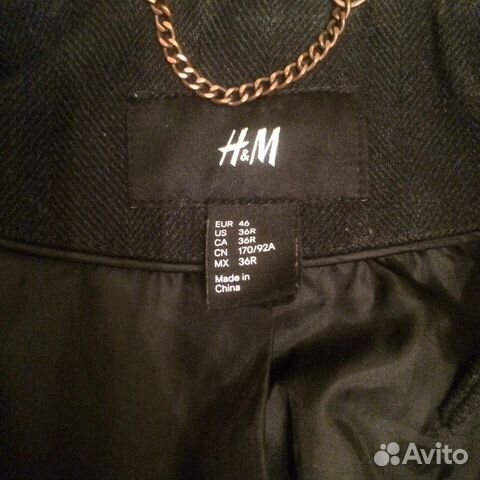 H&M
EUR 46
US 36R
CA 36R
CN 170/92A
MX 36R
Made in
China
Avito